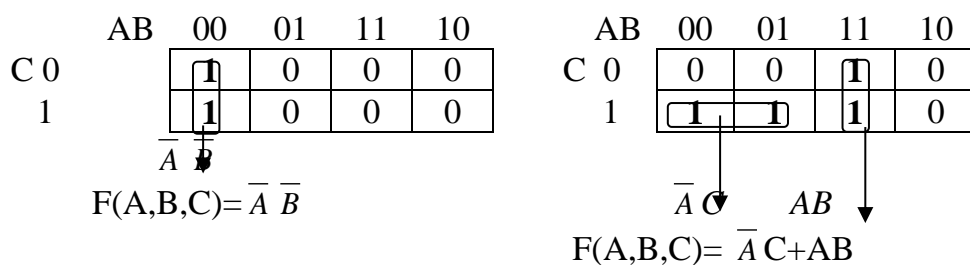 AB 00 01 11 10
C 0 1 0 0 0
1 1 0 0 0
A̅ B̅
F(A,B,C)= A̅ B̅
AB 00 01 11 10
C 0 0 0 1 0
1 1 1 1 0
A̅ C AB
F(A,B,C)= A̅ C+AB